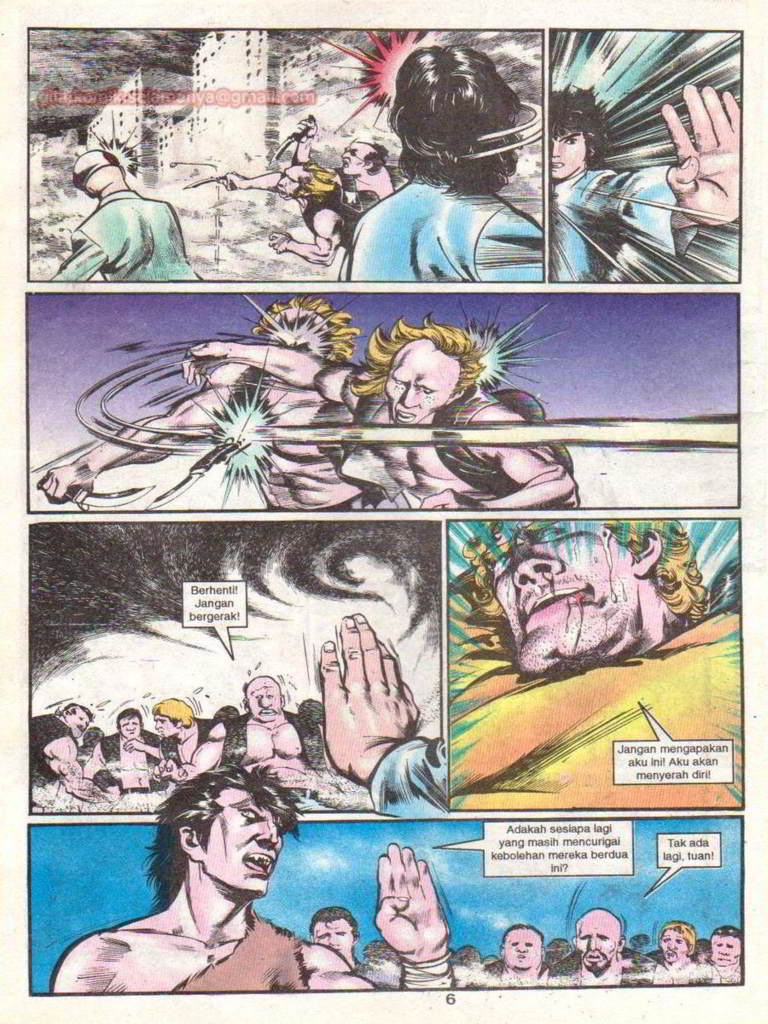 Berhenti!
Jangan
bergerak!
Jangan mengapakan
aku ini! Aku akan
menyerah diri!
Adakah sesiapa lagi
yang masih mencurigai
kebolehan mereka berdua
ini?
Tak ada
lagi, tuan!
6